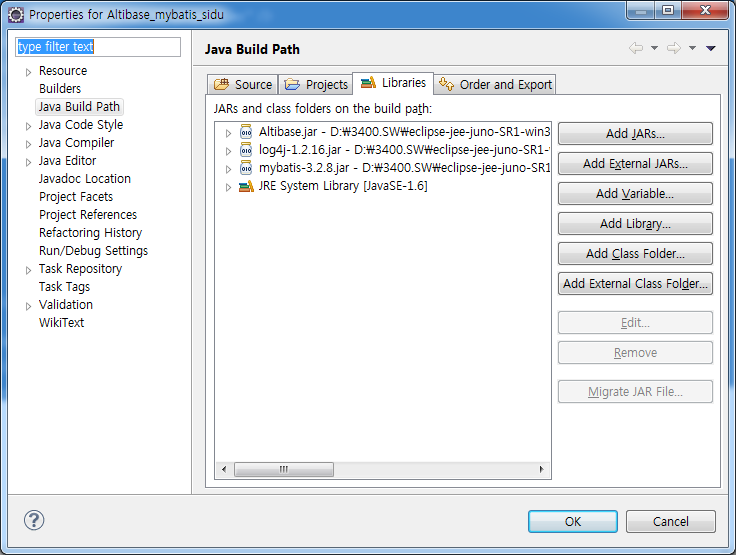 Properties for Altibase_mybatis_sidu
type filter text
Resource
Builders
Java Build Path
Java Code Style
Java Compiler
Java Editor
Javadoc Location
Project Facets
Project References
Refactoring History
Run/Debug Settings
Task Repository
Task Tags
Validation
WikiText
Java Build Path
Source
Projects
Libraries
Order and Export
JARs and class folders on the build path:
Altibase.jar - D:₩3400.SW₩eclipse-jee-juno-SR1-win3
log4j-1.2.16.jar - D:₩3400.SW₩eclipse-jee-juno-SR1-
mybatis-3.2.8.jar - D:₩3400.SW₩eclipse-jee-juno-SR1
JRE System Library [JavaSE-1.6]
Add JARs...
Add External JARs...
Add Variable...
Add Library...
Add Class Folder...
Add External Class Folder...
Edit...
Remove
Migrate JAR File...
OK
Cancel